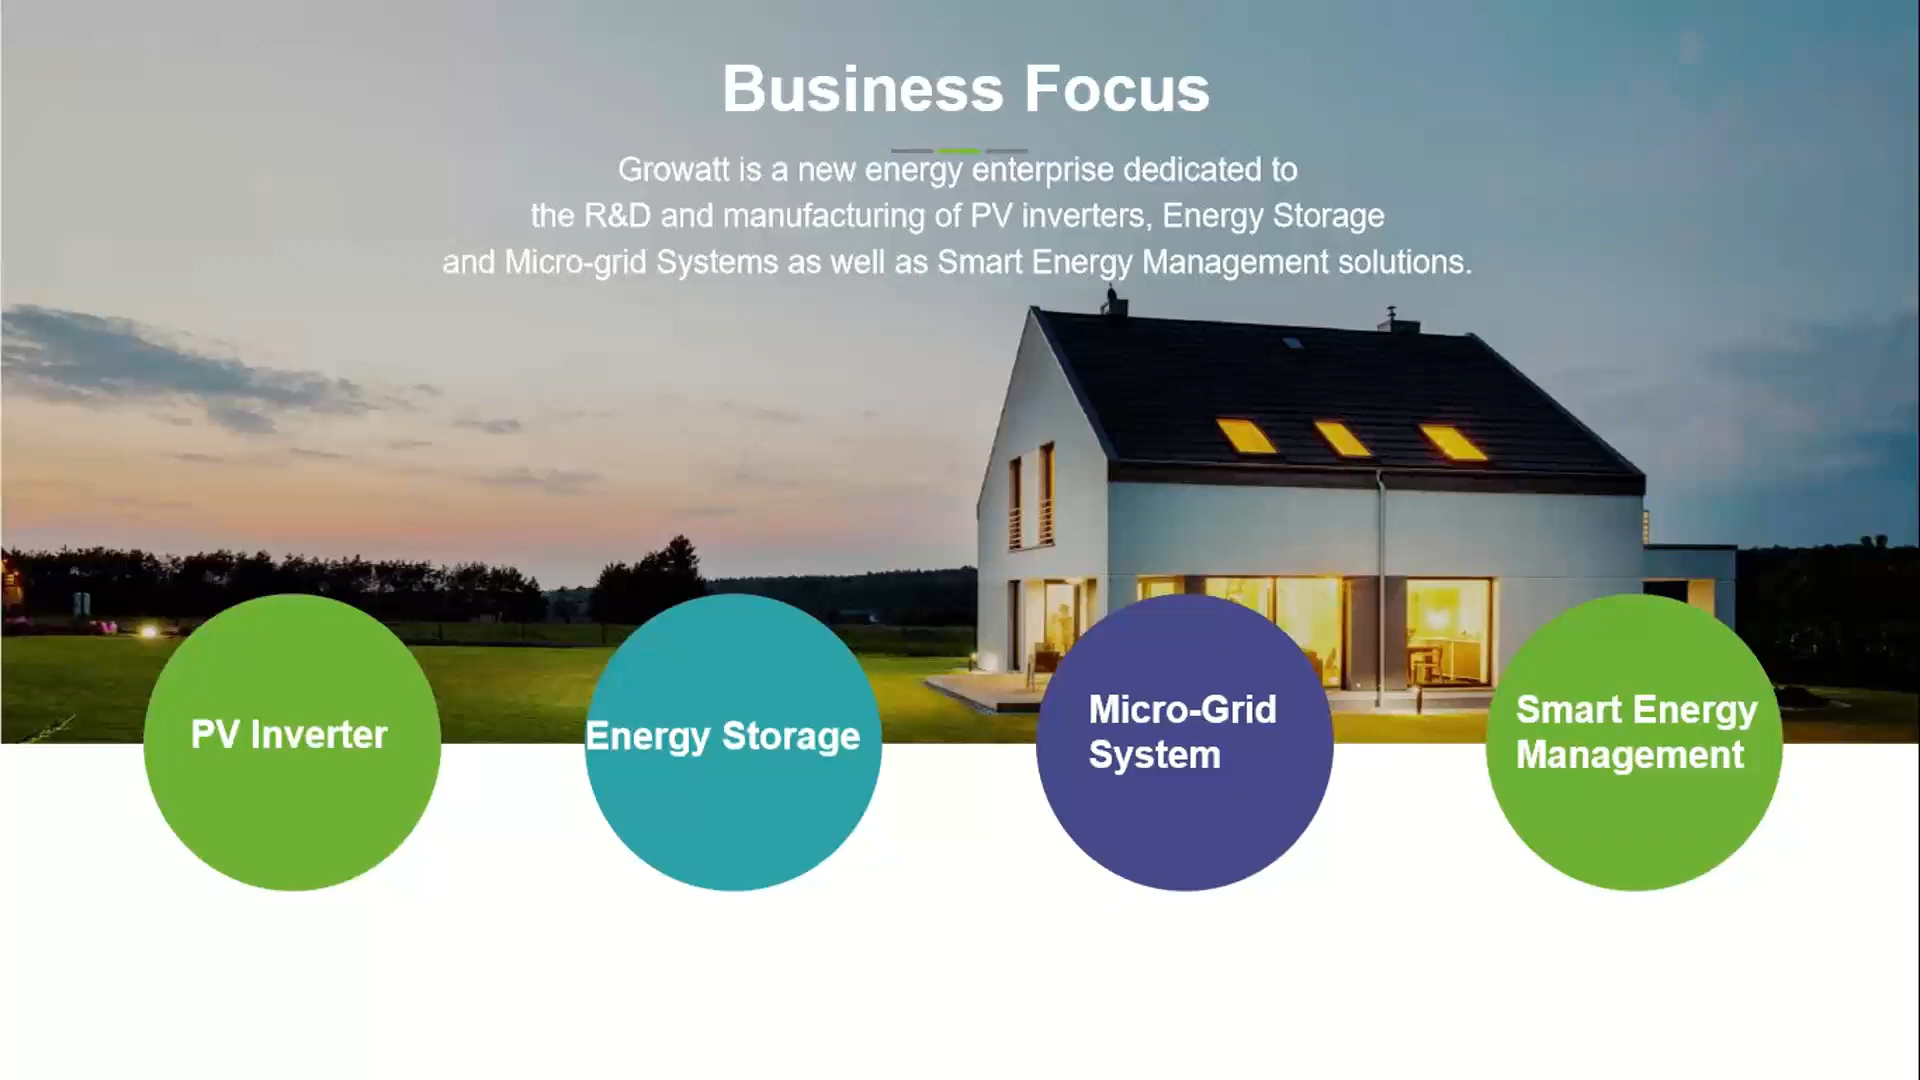 Business Focus
Growatt is a new energy enterprise dedicated to
the R&D and manufacturing of PV inverters, Energy Storage
and Micro-grid Systems as well as Smart Energy Management solutions.
PV Inverter
Energy Storage
Micro-Grid
System
Smart Energy
Management